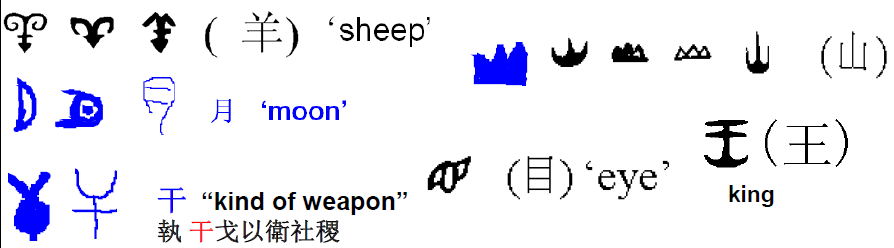 (羊) ‘sheep’
(山)
月 ‘moon’
(王)
king
(目) ‘eye’
干 “kind of weapon”
執干戈以衛社稷